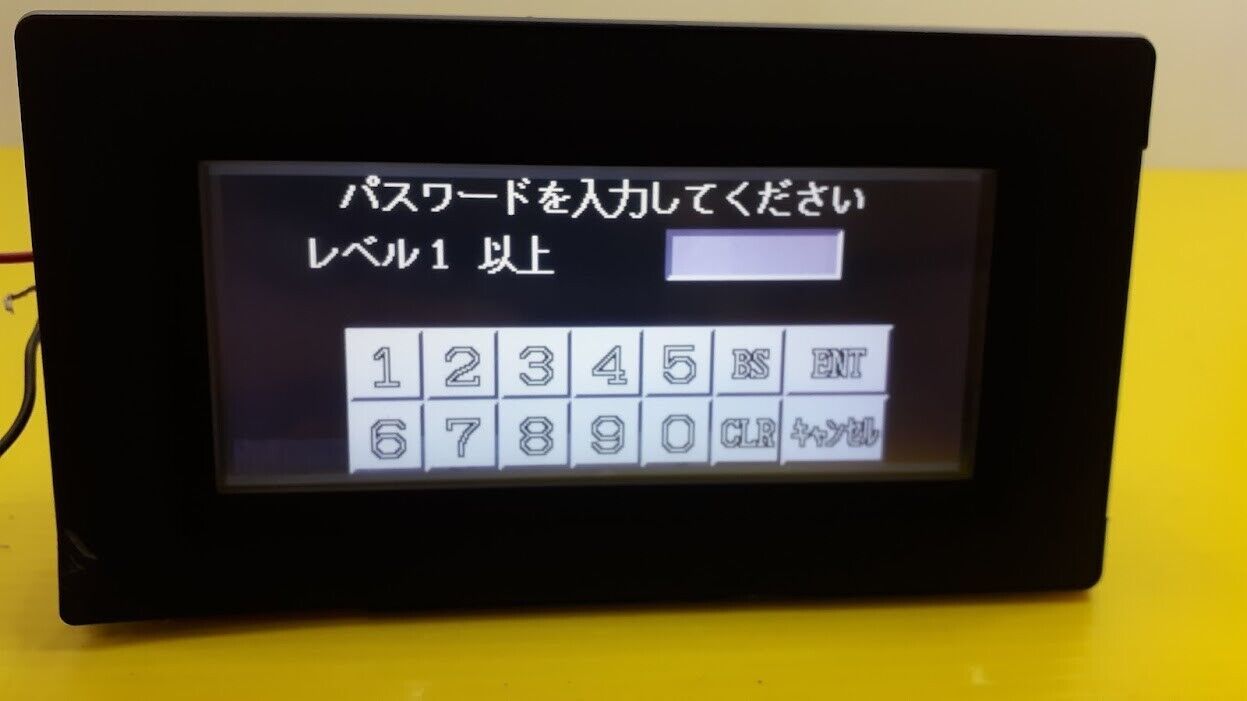 パスワードを入力してください
レベル1 以上
1 2 3 4 5 BS ENT
6 7 8 9 0 CLR キャンセル